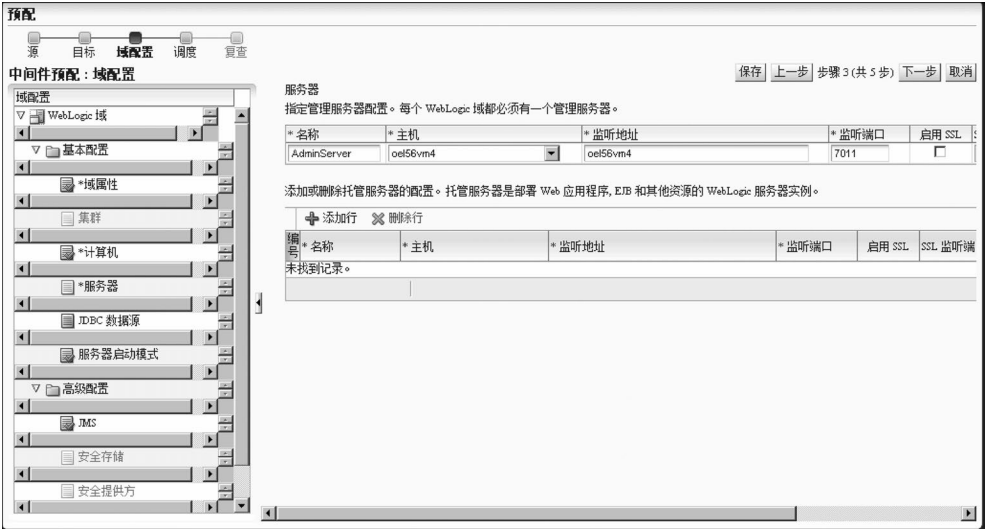 预配
源 目标 域配置 调度 复查
中间件预配：域配置
保存 上一步 步骤 3 (共 5 步) 下一步 取消
域配置
WebLogic 域
基本配置
*域属性
集群
*计算机
*服务器
JDBC 数据源
服务器启动模式
高级配置
JMS
安全存储
安全提供方
服务器
指定管理服务器配置。每个 WebLogic 域都必须有一个管理服务器。
* 名称 * 主机 * 监听地址 * 监听端口 启用 SSL
AdminServer oel56vm4 oel56vm4 7011
添加或删除托管服务器的配置。托管服务器是部署 Web 应用程序, EJB 和其他资源的 WebLogic 服务器实例。
添加行 删除行
编号 * 名称 * 主机 * 监听地址 * 监听端口 启用 SSL SSL 监听端
未找到记录。